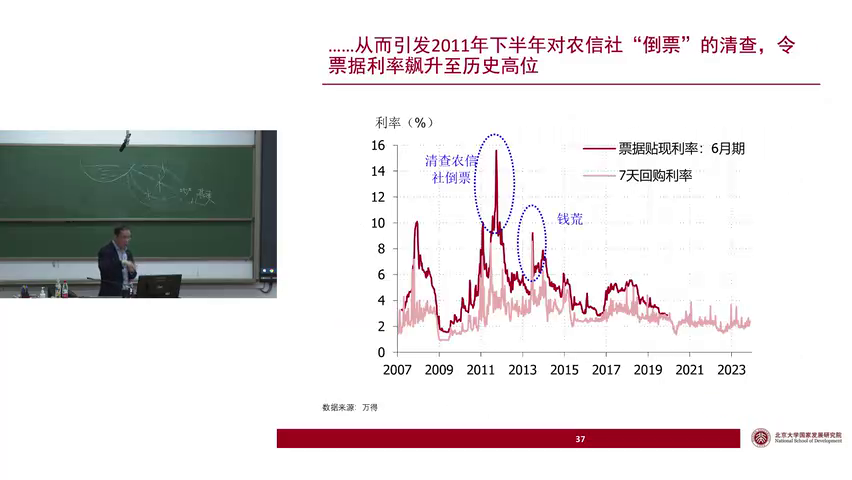 ……从而引发2011年下半年对农信社“倒票”的清查，令
票据利率飙升至历史高位
利率（%）
16
14
12
10
8
6
4
2
0
清查农信
社倒票
钱荒
票据贴现利率：6月期
7天回购利率
2007 2009 2011 2013 2015 2017 2019 2021 2023
数据来源：万得
37
北京大学国家发展研究院
National School of Development